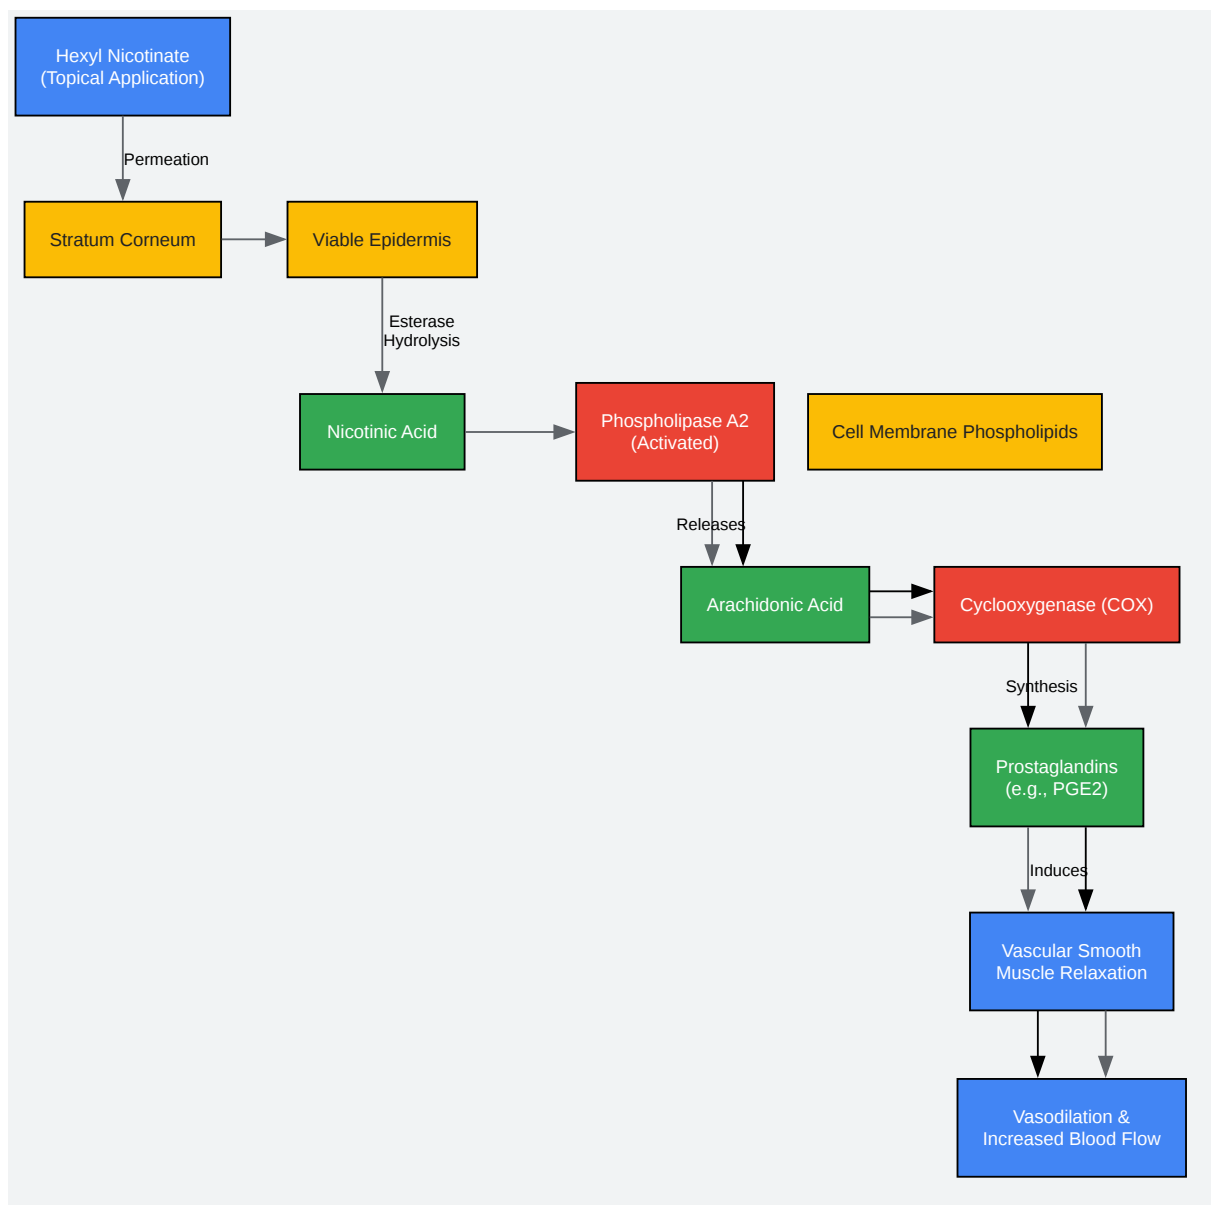 Hexyl Nicotinate
(Topical Application)
Permeation
Stratum Corneum
Viable Epidermis
Esterase
Hydrolysis
Nicotinic Acid
Phospholipase A2
(Activated)
Cell Membrane Phospholipids
Releases
Arachidonic Acid
Cyclooxygenase (COX)
Synthesis
Prostaglandins
(e.g., PGE2)
Induces
Vascular Smooth
Muscle Relaxation
Vasodilation &
Increased Blood Flow